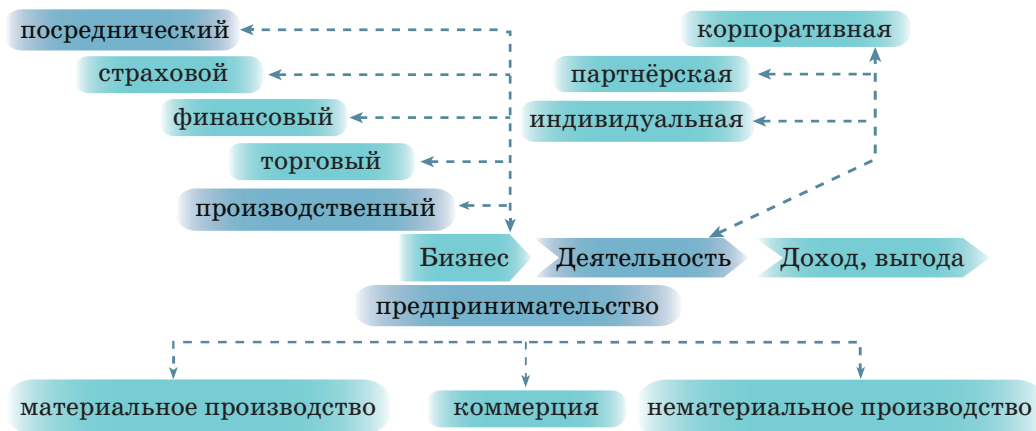 посреднический
страховой
финансовый
торговый
производственный
корпоративная
партнёрская
индивидуальная
Бизнес
Деятельность
Доход, выгода
предпринимательство
материальное производство
коммерция
нематериальное производство